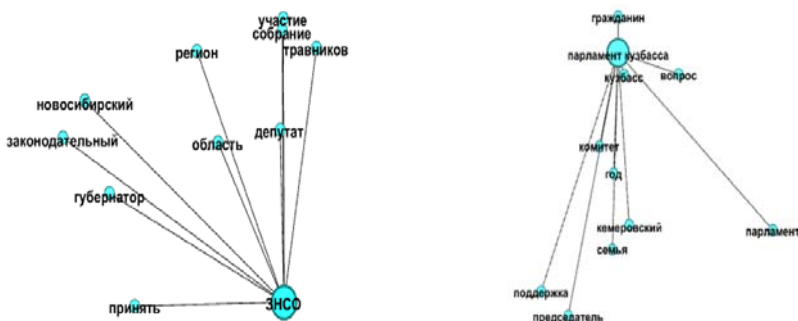 участие
собрание
травников
регион
новосибирский
законодательный
депутат
область
губернатор
принять
ЗНСО
гражданин
парламент кузбасса
кузбасс
вопрос
комитет
год
кемеровский
парламент
семья
поддержка
председатель